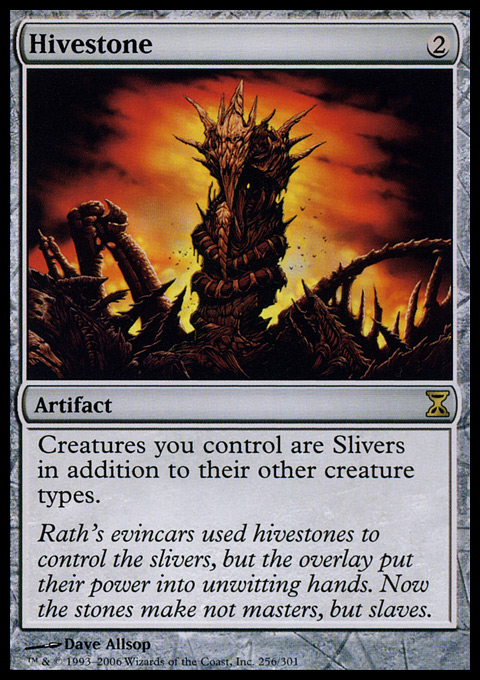 Hivestone 2
Artifact
Creatures you control are Slivers
in addition to their other creature
types.
Rath's evincars used hivestones to
control the slivers, but the overlay put
their power into unwitting hands. Now
the stones make not masters, but slaves.
Dave Allsop
™ & © 1993–2006 Wizards of the Coast, Inc. 256/301